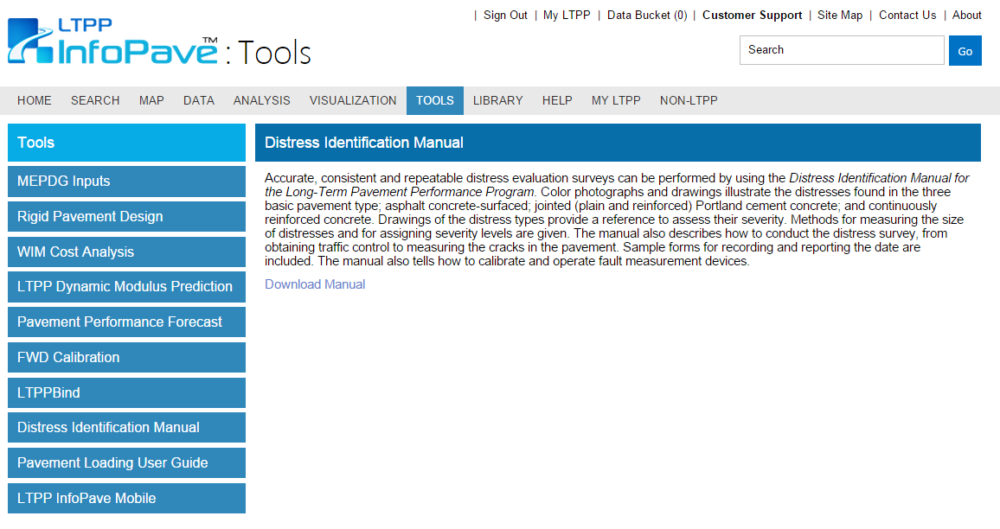 | Sign Out | My LTPP | Data Bucket (0) | Customer Support | Site Map | Contact Us | About
LTPP
InfoPave™ : Tools
Search
Go
HOME SEARCH MAP DATA ANALYSIS VISUALIZATION TOOLS LIBRARY HELP MY LTPP NON-LTPP
Tools
MEPDG Inputs
Rigid Pavement Design
WIM Cost Analysis
LTPP Dynamic Modulus Prediction
Pavement Performance Forecast
FWD Calibration
LTPPBind
Distress Identification Manual
Pavement Loading User Guide
LTPP InfoPave Mobile
Distress Identification Manual
Accurate, consistent and repeatable distress evaluation surveys can be performed by using the Distress Identification Manual for
the Long-Term Pavement Performance Program. Color photographs and drawings illustrate the distresses found in the three
basic pavement type; asphalt concrete-surfaced; jointed (plain and reinforced) Portland cement concrete; and continuously
reinforced concrete. Drawings of the distress types provide a reference to assess their severity. Methods for measuring the size
of distresses and for assigning severity levels are given. The manual also describes how to conduct the distress survey, from
obtaining traffic control to measuring the cracks in the pavement. Sample forms for recording and reporting the date are
included. The manual also tells how to calibrate and operate fault measurement devices.
Download Manual